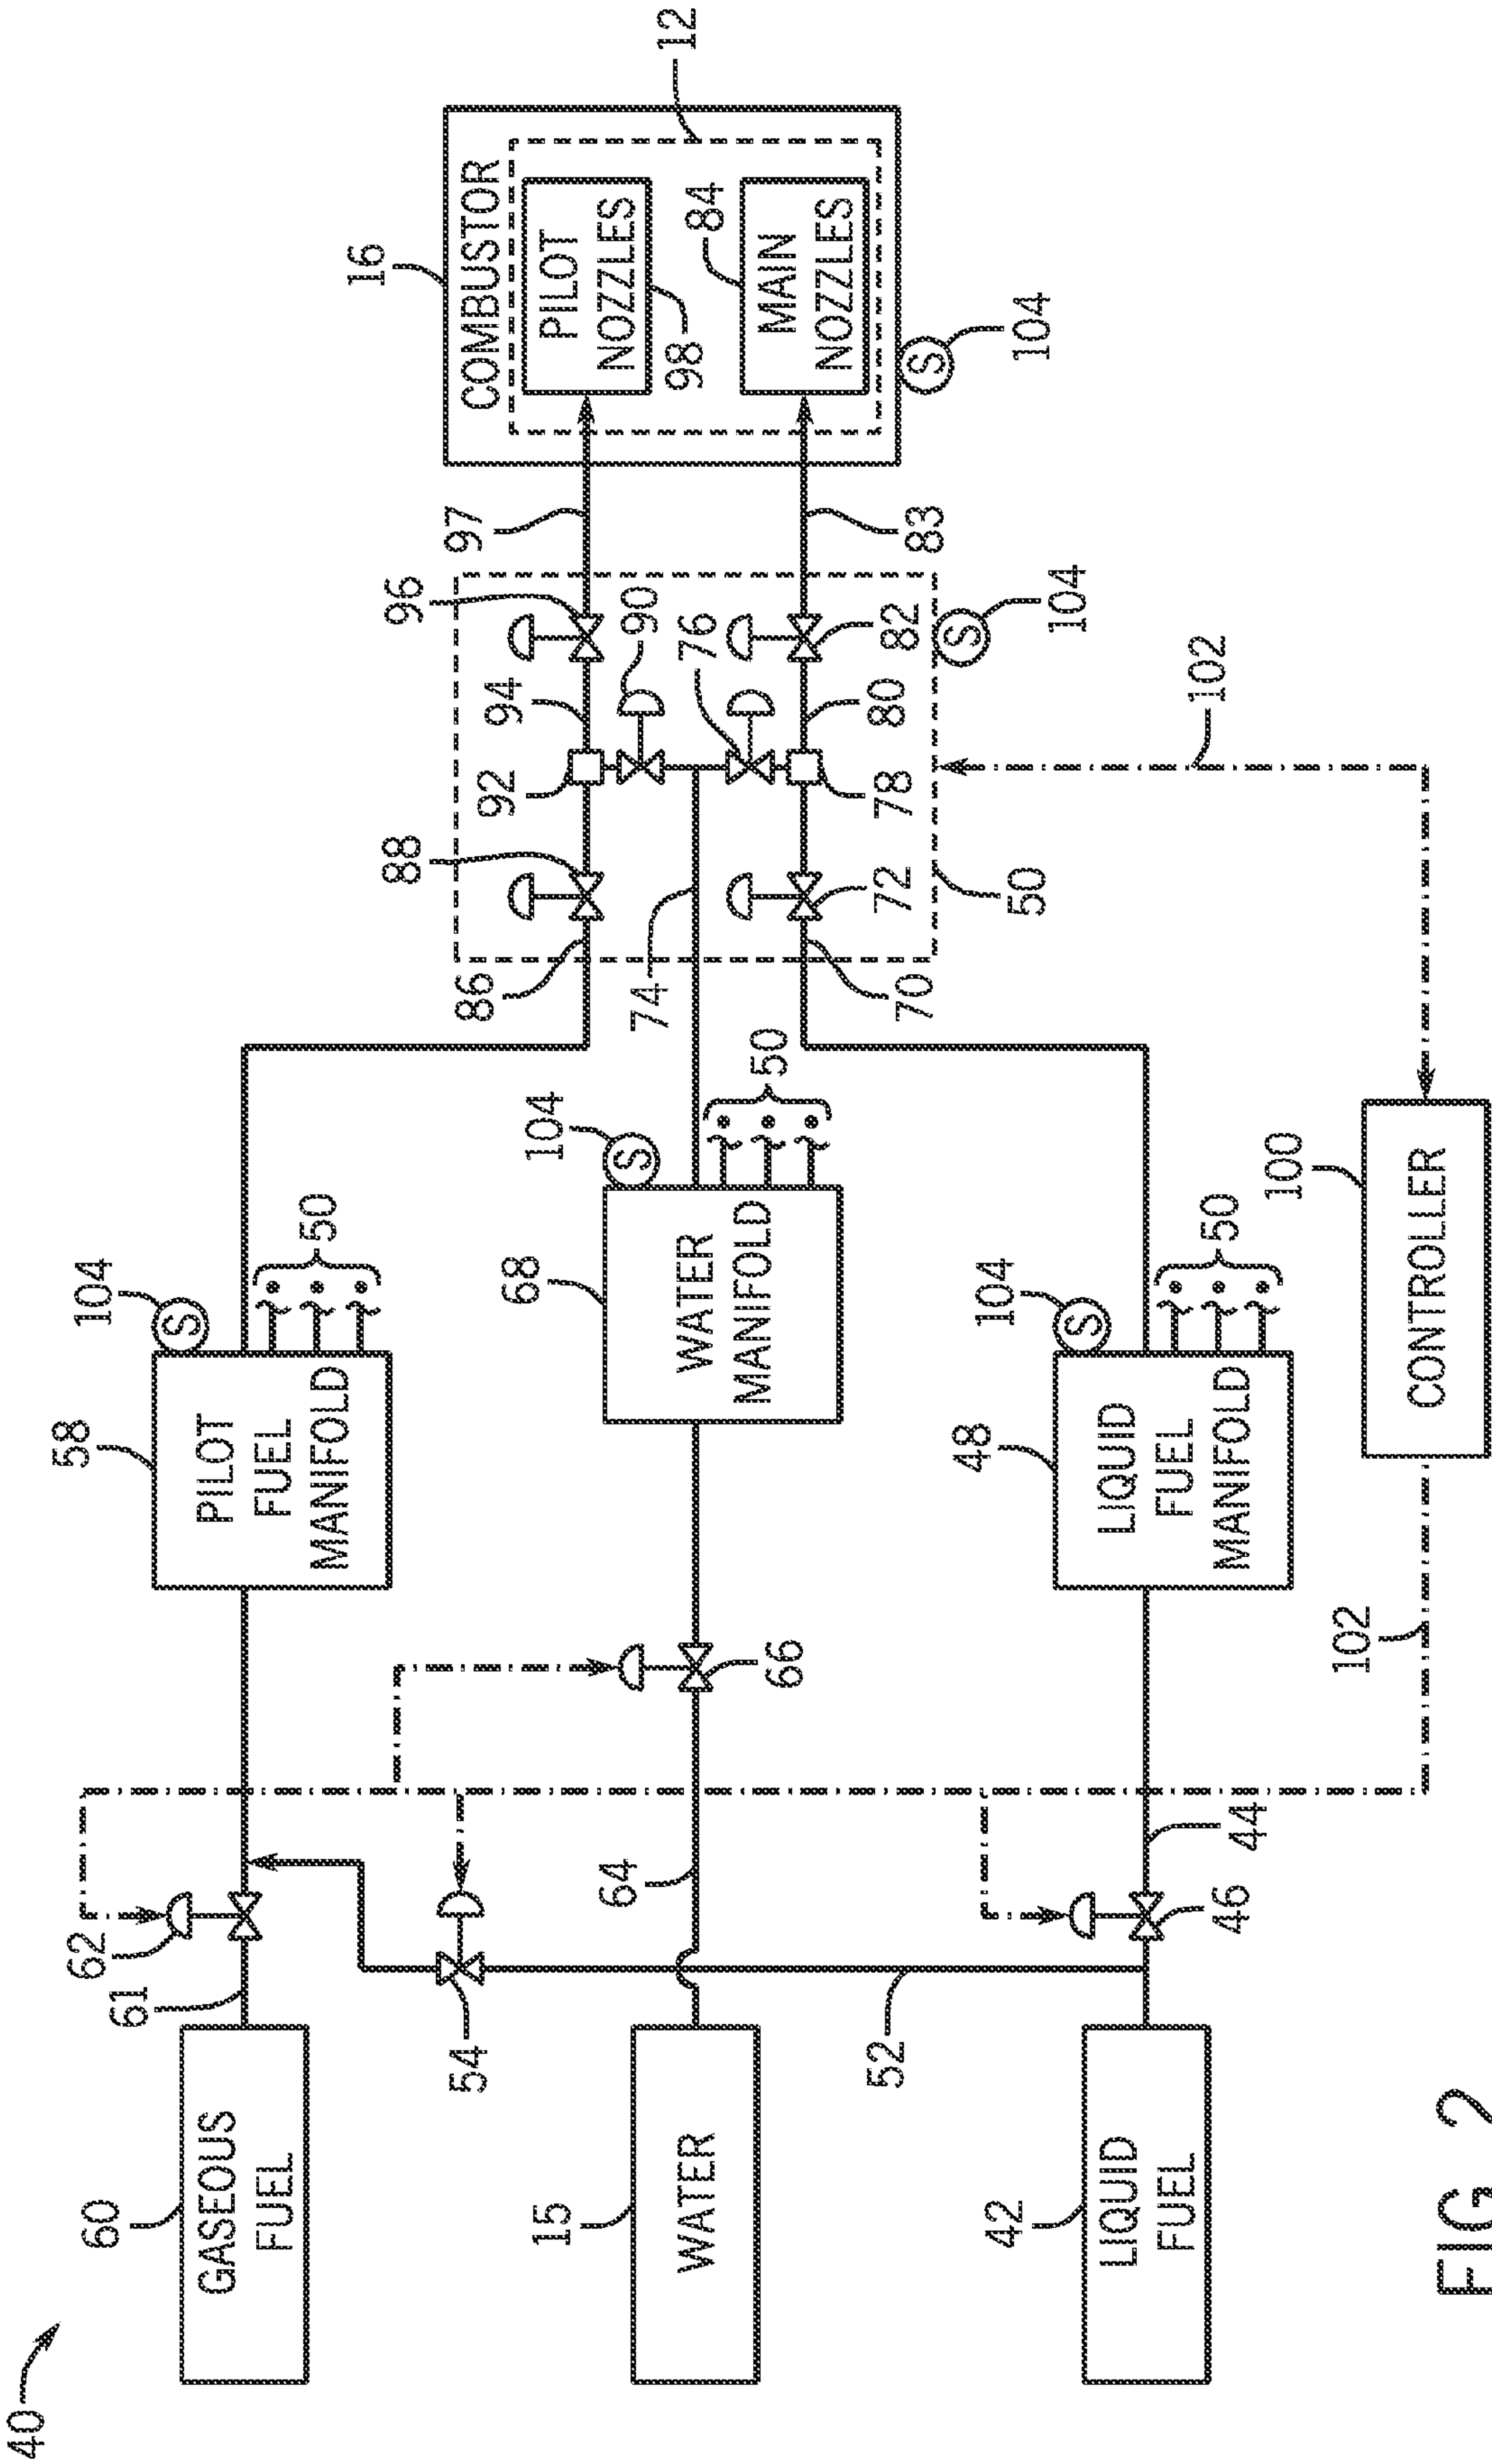 40
60
GASEOUS
FUEL
61
62
58
PILOT
FUEL
MANIFOLD
104
S
50
86
88
92
94
96
97
90
16
COMBUSTOR
12
PILOT
NOZZLES
98
15
WATER
54
64
66
68
WATER
MANIFOLD
104
S
50
74
76
84
MAIN
NOZZLES
S
104
42
LIQUID
FUEL
52
46
44
48
LIQUID
FUEL
MANIFOLD
104
S
50
70
72
78
80
82
83
50
S
104
102
102
CONTROLLER
100
FIG. 2